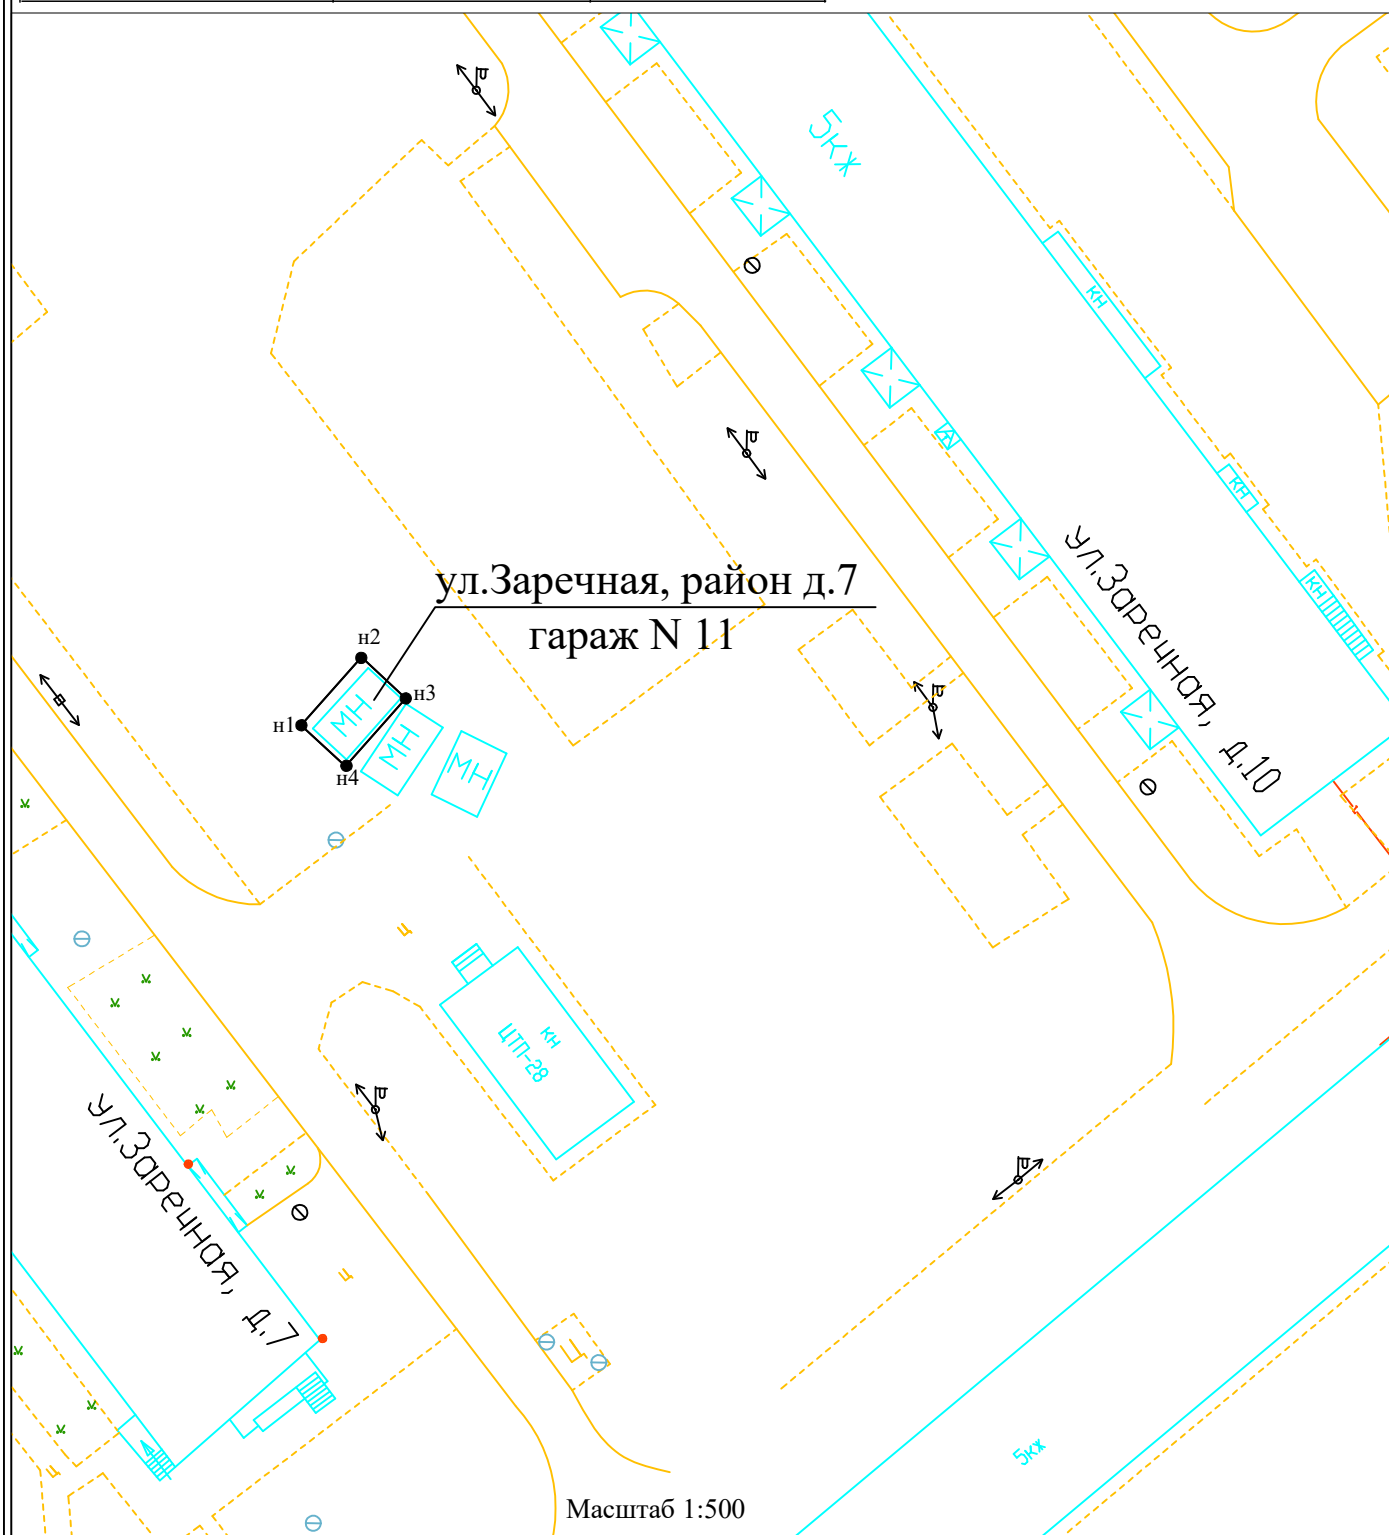 5кж
кн
кн
кн
ул.Заречная, д.10
ул.Заречная, район д.7
гараж N 11
н2
н3
н1
н4
МН
МН
МН
ц
кн
ЦТП-28
ул.Заречная, д.7
ц
Ц
ц
5кж
Масштаб 1:500